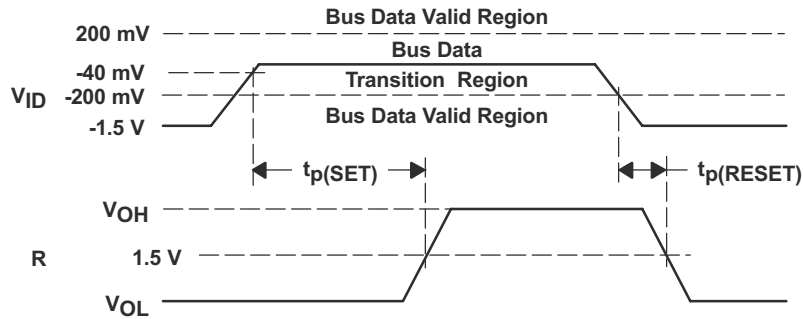 Bus Data Valid Region
200 mV
Bus Data
-40 mV
Transition Region
VID
-200 mV
Bus Data Valid Region
-1.5 V
tp(SET)
tp(RESET)
VOH
R
1.5 V
VOL